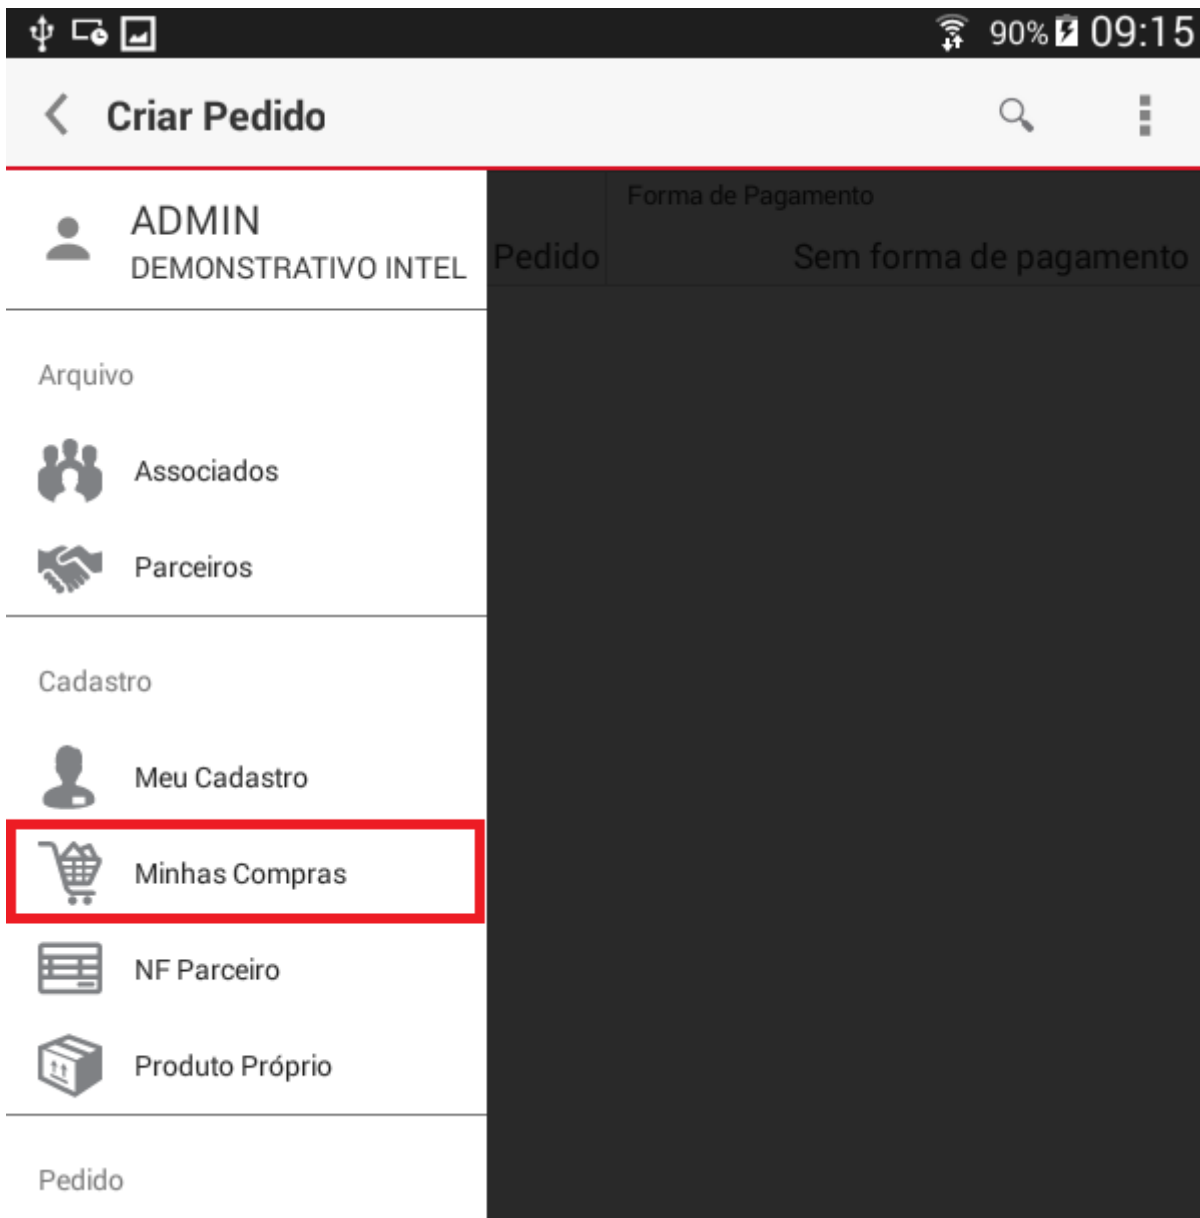 90% 09:15
Criar Pedido
ADMIN
DEMONSTRATIVO INTEL
Forma de Pagamento
Pedido
Sem forma de pagamento
Arquivo
Associados
Parceiros
Cadastro
Meu Cadastro
Minhas Compras
NF Parceiro
Produto Próprio
Pedido